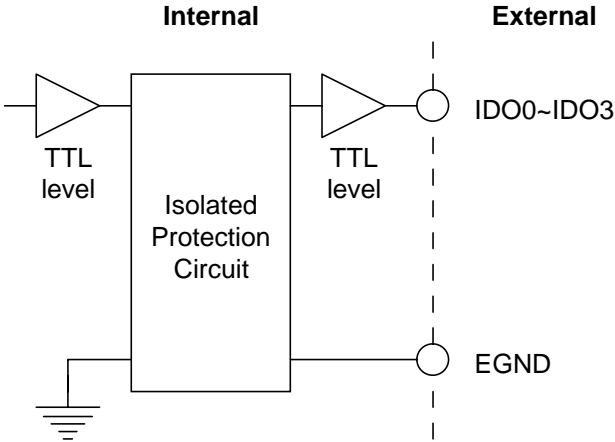 Internal
External
IDO0~IDO3
TTL
level
TTL
level
Isolated
Protection
Circuit
EGND